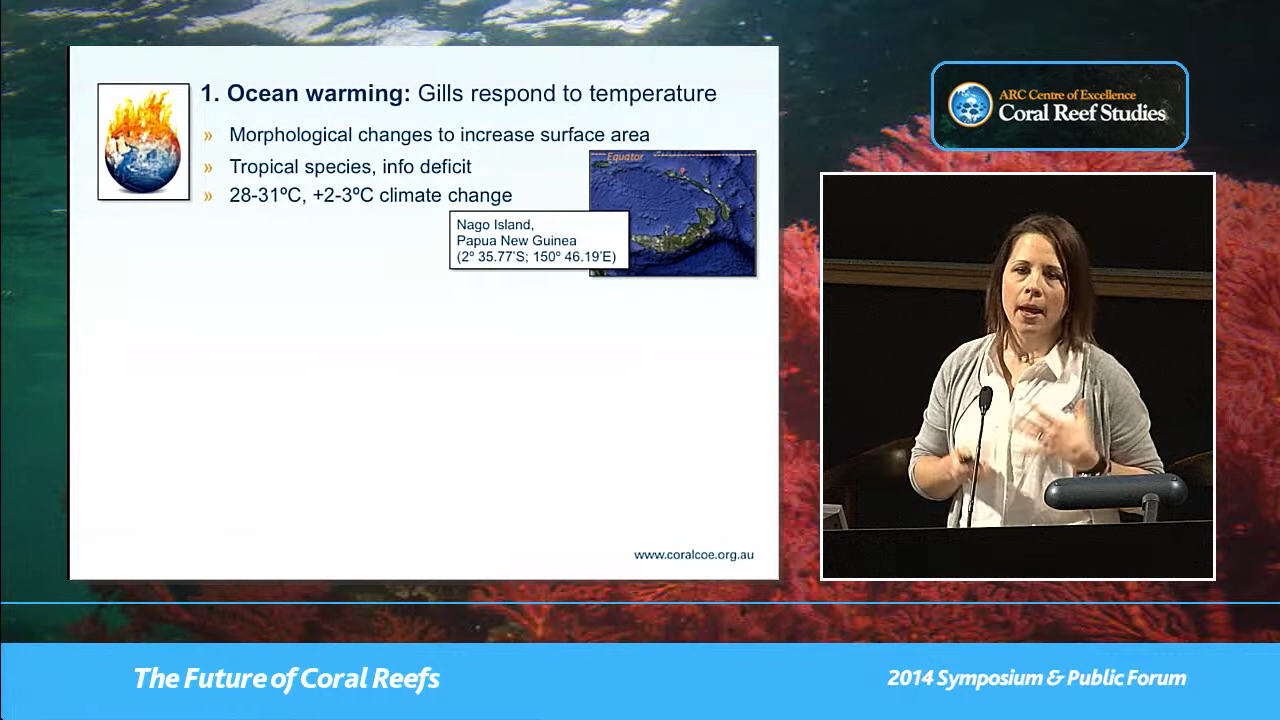 1. Ocean warming: Gills respond to temperature
» Morphological changes to increase surface area
» Tropical species, info deficit
» 28-31ºC, +2-3ºC climate change
Equator
Nago Island,
Papua New Guinea
(2º 35.77'S; 150º 46.19'E)
www.coralcoe.org.au
ARC Centre of Excellence
Coral Reef Studies
The Future of Coral Reefs
2014 Symposium & Public Forum